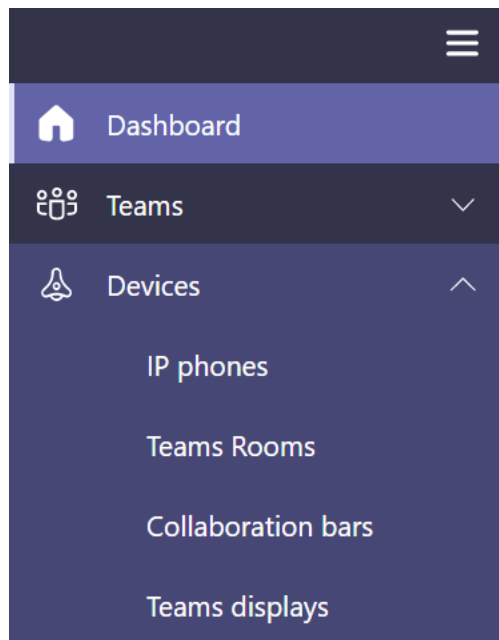 Dashboard
Teams
Devices
IP phones
Teams Rooms
Collaboration bars
Teams displays